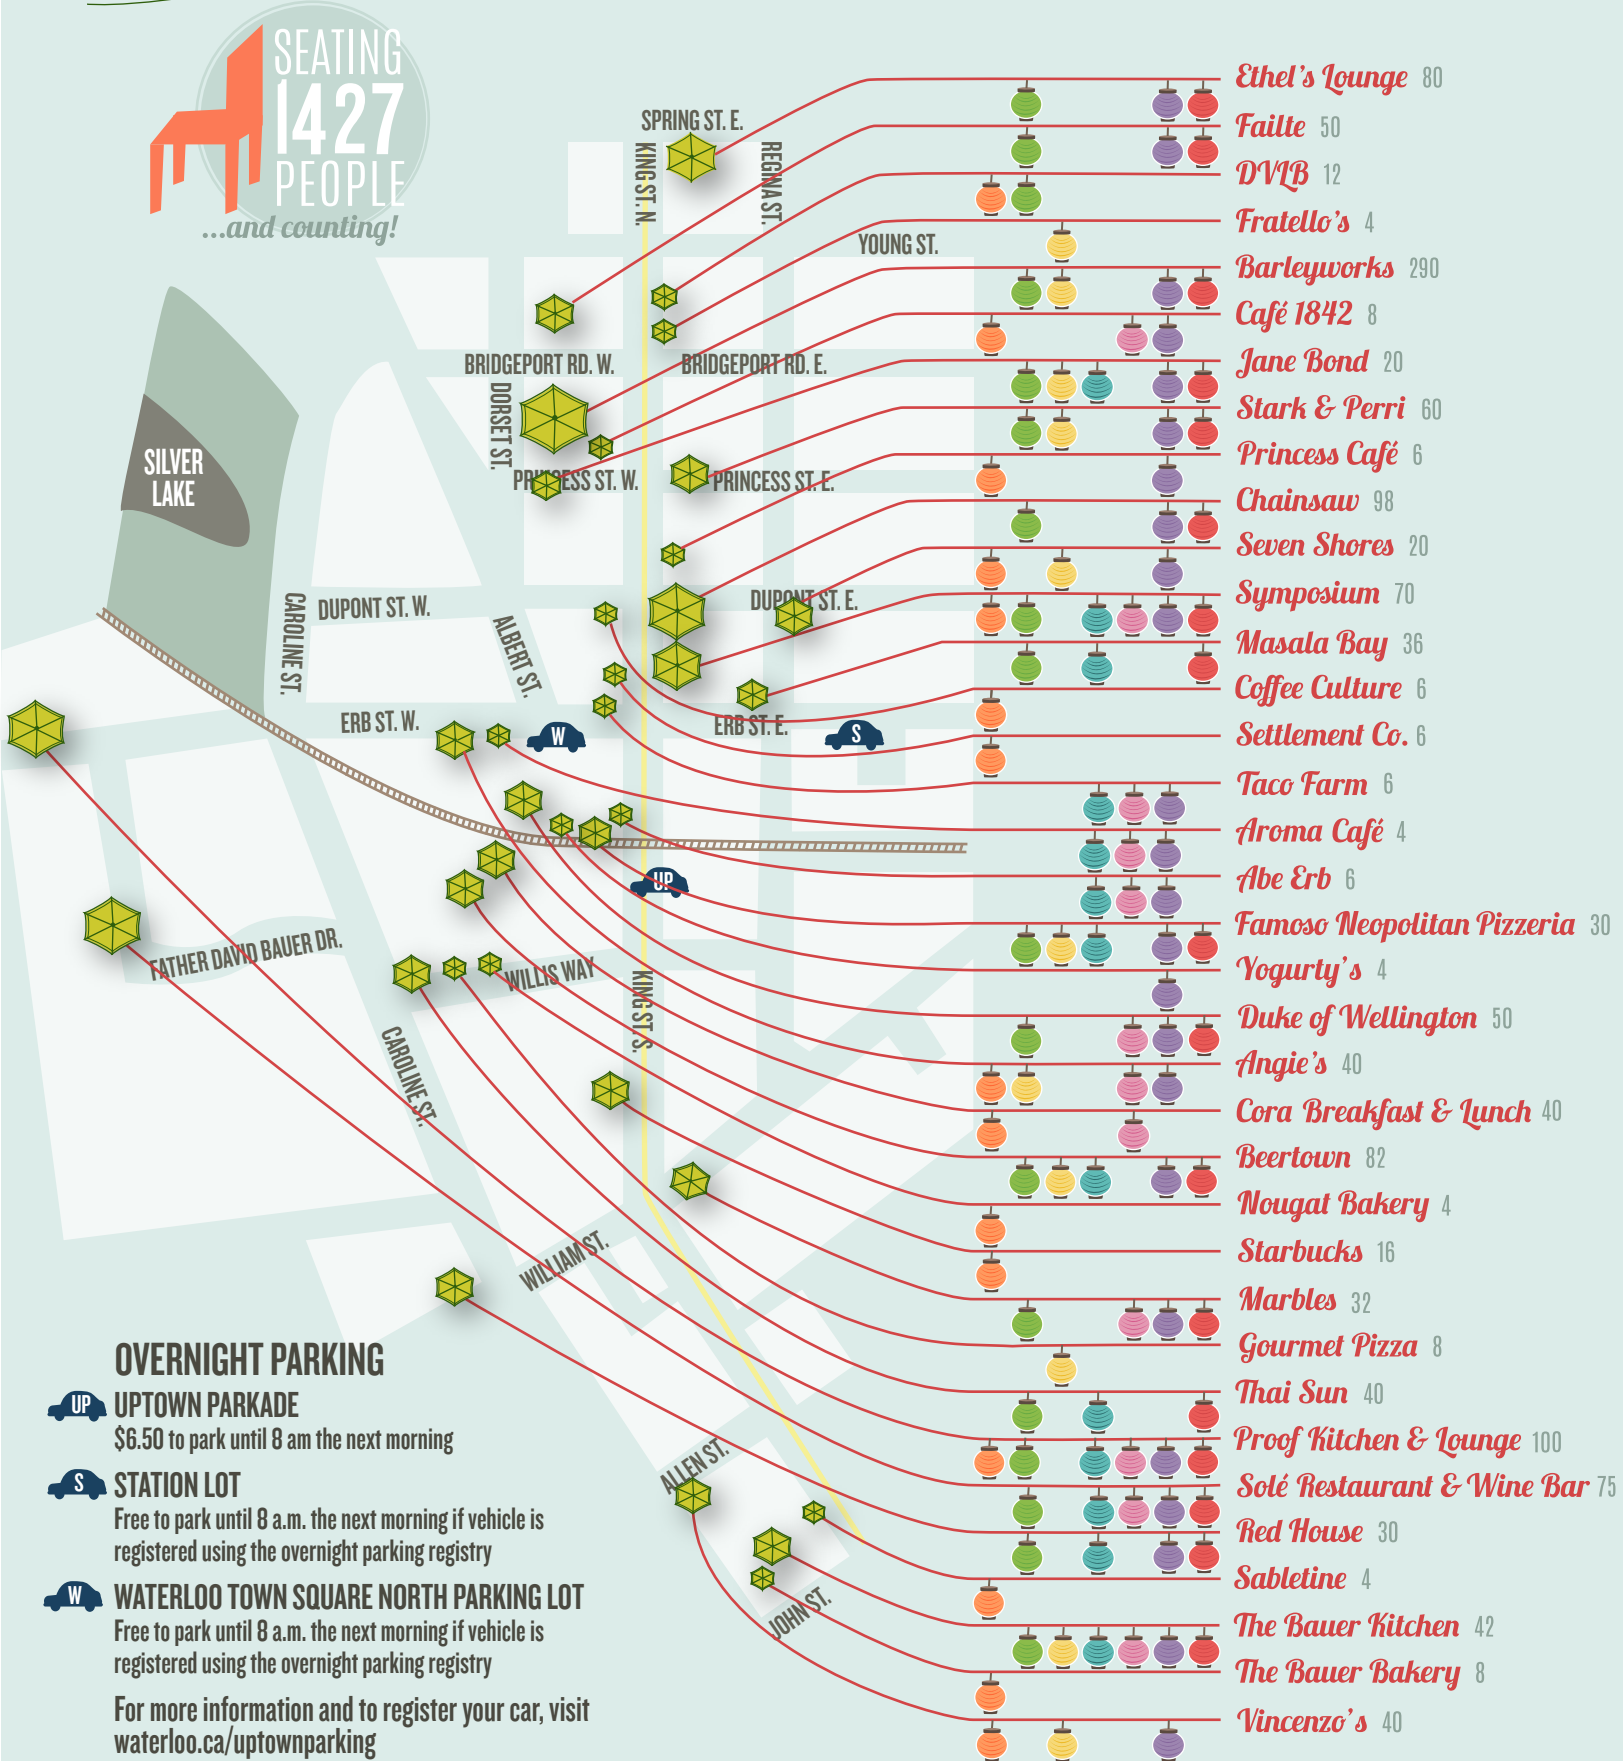 SEATING
1427
PEOPLE
...and counting!
SPRING ST. E.
KING ST. N.
REGINA ST.
YOUNG ST.
BRIDGEPORT RD. W.
BRIDGEPORT RD. E.
DORSET ST.
SILVER
LAKE
PRINCESS ST. W.
PRINCESS ST. E.
CAROLINE ST.
DUPONT ST. W.
ALBERT ST.
DUPONT ST. E.
ERB ST. W.
W
ERB ST. E.
S
UP
FATHER DAVID BAUER DR.
WILLIS WAY
KING ST. S.
CAROLINE ST.
WILLIAM ST.
ALLEN ST.
JOHN ST.
Ethel's Lounge 80
Failte 50
DVLB 12
Fratello's 4
Barleyworks 290
Café 1842 8
Jane Bond 20
Stark & Perri 60
Princess Café 6
Chainsaw 98
Seven Shores 20
Symposium 70
Masala Bay 36
Coffee Culture 6
Settlement Co. 6
Taco Farm 6
Aroma Café 4
Abe Erb 6
Famoso Neopolitan Pizzeria 30
Yogurty's 4
Duke of Wellington 50
Angie's 40
Cora Breakfast & Lunch 40
Beertown 82
Nougat Bakery 4
Starbucks 16
Marbles 32
Gourmet Pizza 8
Thai Sun 40
Proof Kitchen & Lounge 100
Solé Restaurant & Wine Bar 75
Red House 30
Sabletine 4
The Bauer Kitchen 42
The Bauer Bakery 8
Vincenzo's 40
OVERNIGHT PARKING
UP UPTOWN PARKADE
$6.50 to park until 8 am the next morning
S STATION LOT
Free to park until 8 a.m. the next morning if vehicle is
registered using the overnight parking registry
W WATERLOO TOWN SQUARE NORTH PARKING LOT
Free to park until 8 a.m. the next morning if vehicle is
registered using the overnight parking registry
For more information and to register your car, visit
waterloo.ca/uptownparking